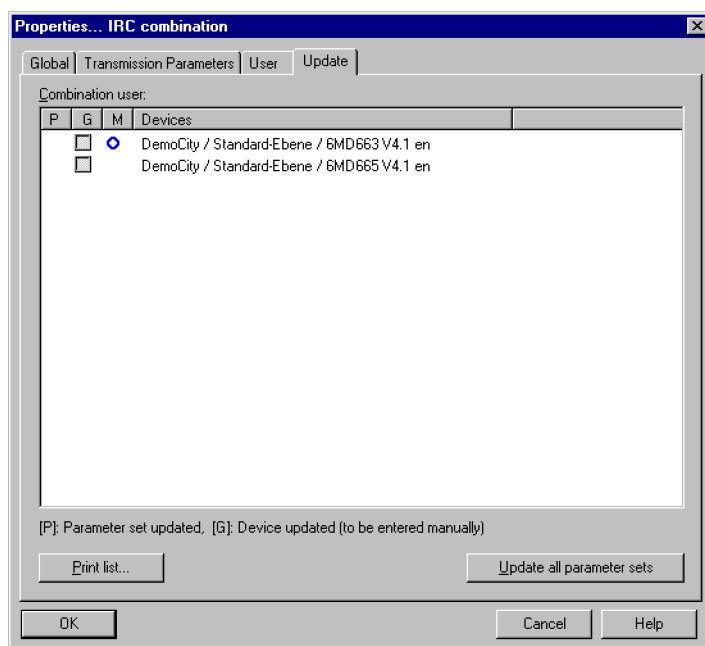 Properties... IRC combination
Global Transmission Parameters User Update
Combination user:
P G M Devices
DemoCity / Standard-Ebene / 6MD663 V4.1 en
DemoCity / Standard-Ebene / 6MD665 V4.1 en
[P]: Parameter set updated, [G]: Device updated (to be entered manually)
Print list... Update all parameter sets
OK Cancel Help